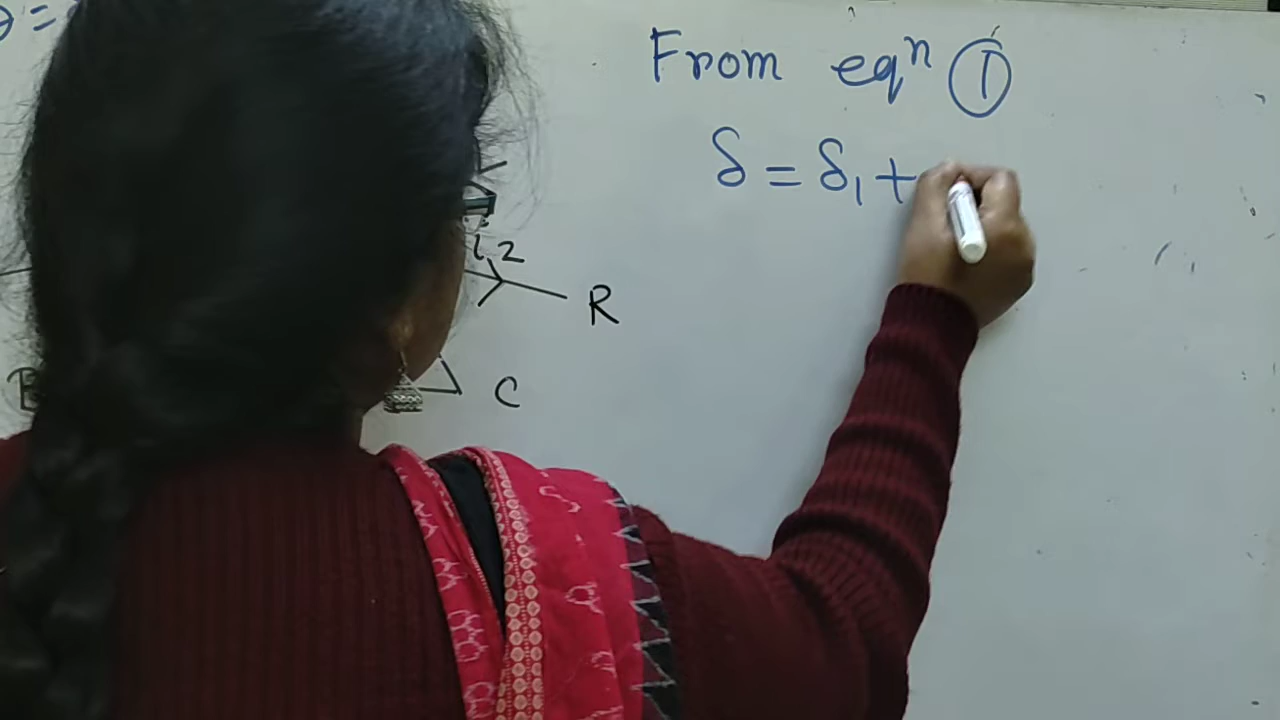 From eqⁿ ①
δ = δ₁ +
i₂
R
C